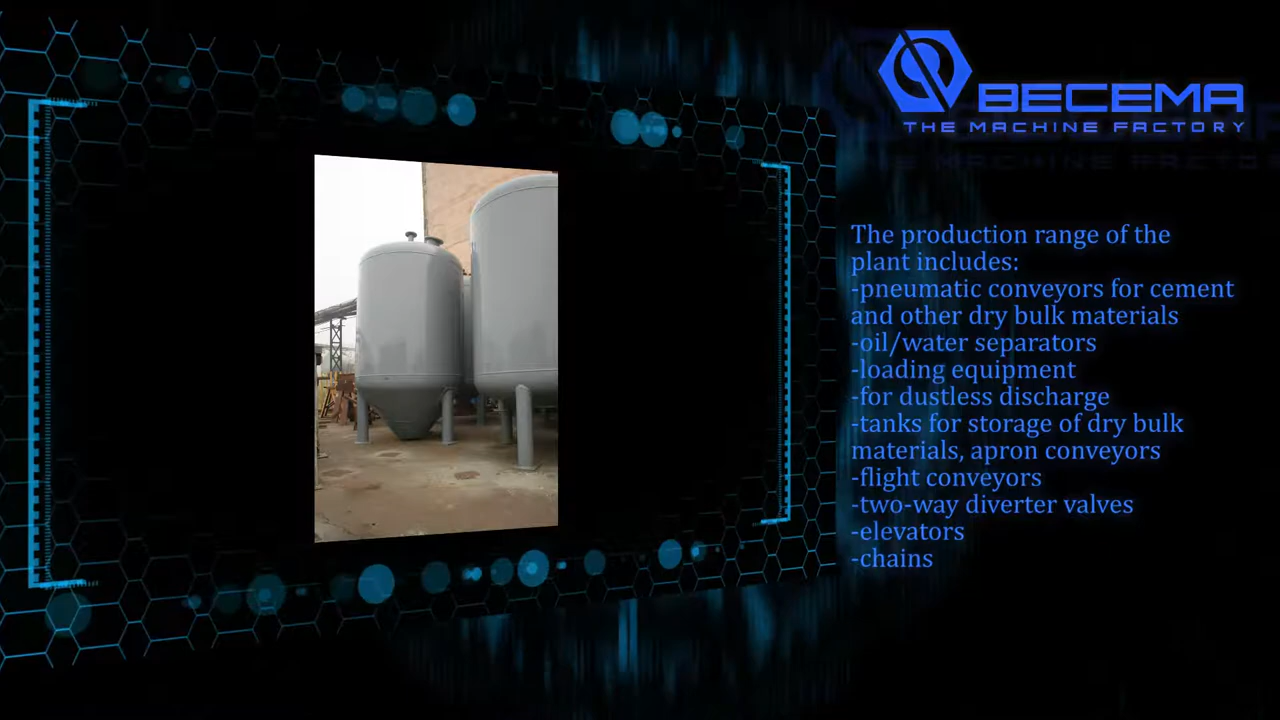 BECEMA
THE MACHINE FACTORY
The production range of the
plant includes:
-pneumatic conveyors for cement
and other dry bulk materials
-oil/water separators
-loading equipment
-for dustless discharge
-tanks for storage of dry bulk
materials, apron conveyors
-flight conveyors
-two-way diverter valves
-elevators
-chains